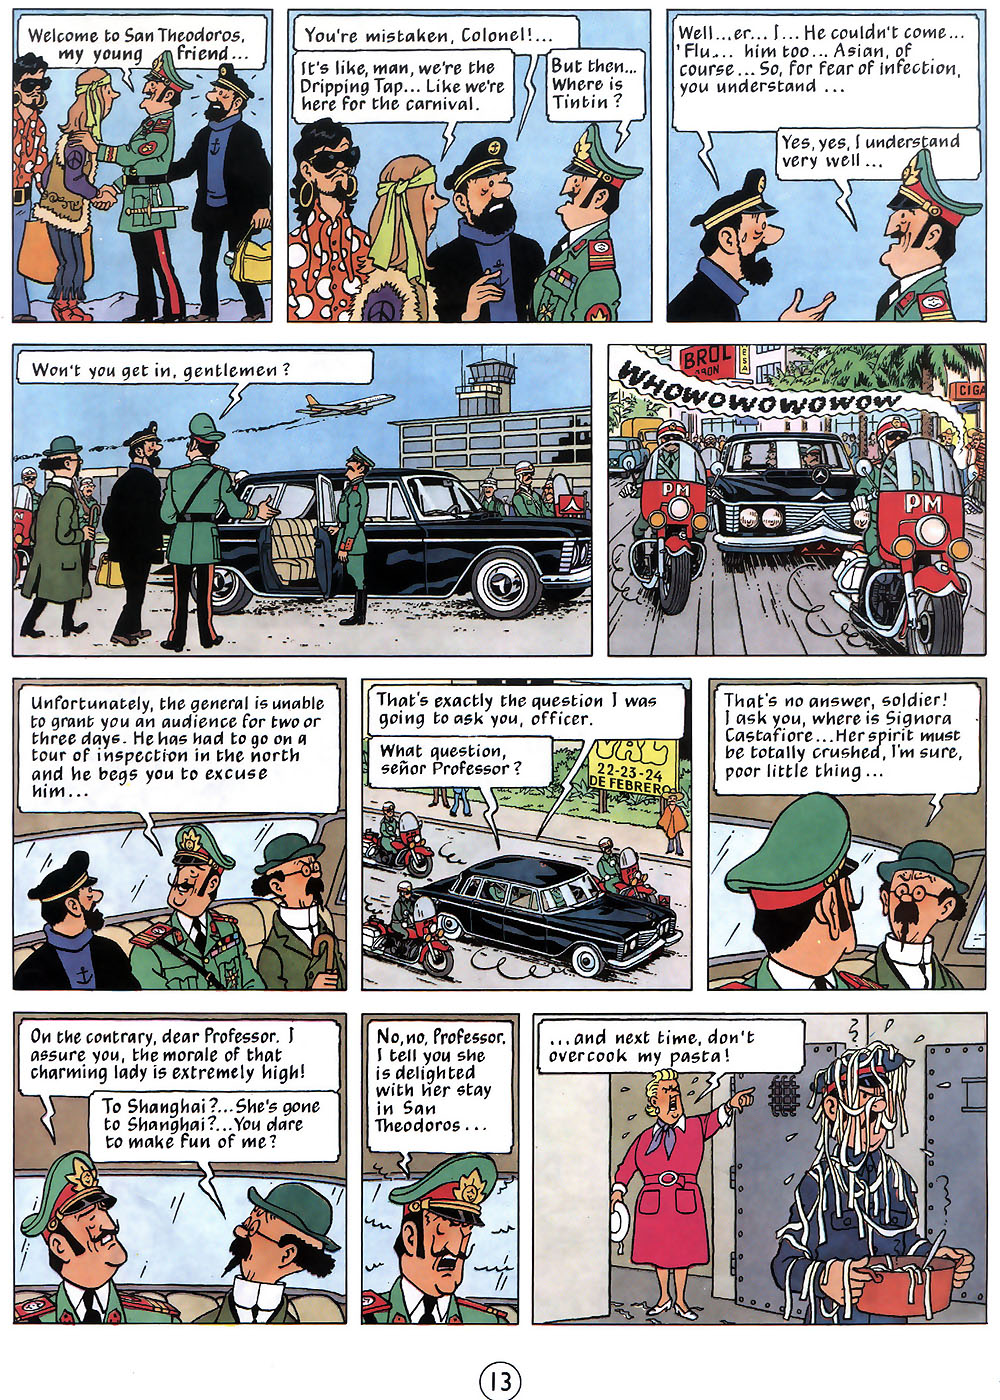 Welcome to San Theodoros,
my young friend...
You're mistaken, Colonel!...
It's like, man, we're the
Dripping Tap... Like we're
here for the carnival.
But then...
Where is
Tintin?
Well...er... I... He couldn't come...
'Flu... him too... Asian, of
course... So, for fear of infection,
you understand...
Yes, yes, I understand
very well...
Won't you get in, gentlemen?
BROL
CIGA
WHOWOWOWOWOWOW
PM
PM
Unfortunately, the general is unable
to grant you an audience for two or
three days. He has had to go on a
tour of inspection in the north
and he begs you to excuse
him...
That's exactly the question I was
going to ask you, officer.
What question,
señor Professor?
VAL
22-23-24
DE FEBRERO
That's no answer, soldier!
I ask you, where is Signora
Castafiore...Her spirit must
be totally crushed, I'm sure,
poor little thing...
On the contrary, dear Professor. I
assure you, the morale of that
charming lady is extremely high!
To Shanghai?...She's gone
to Shanghai?...You dare
to make fun of me?
No, no, Professor.
I tell you she
is delighted
with her stay
in San
Theodoros...
...and next time, don't
overcook my pasta!
? !
13